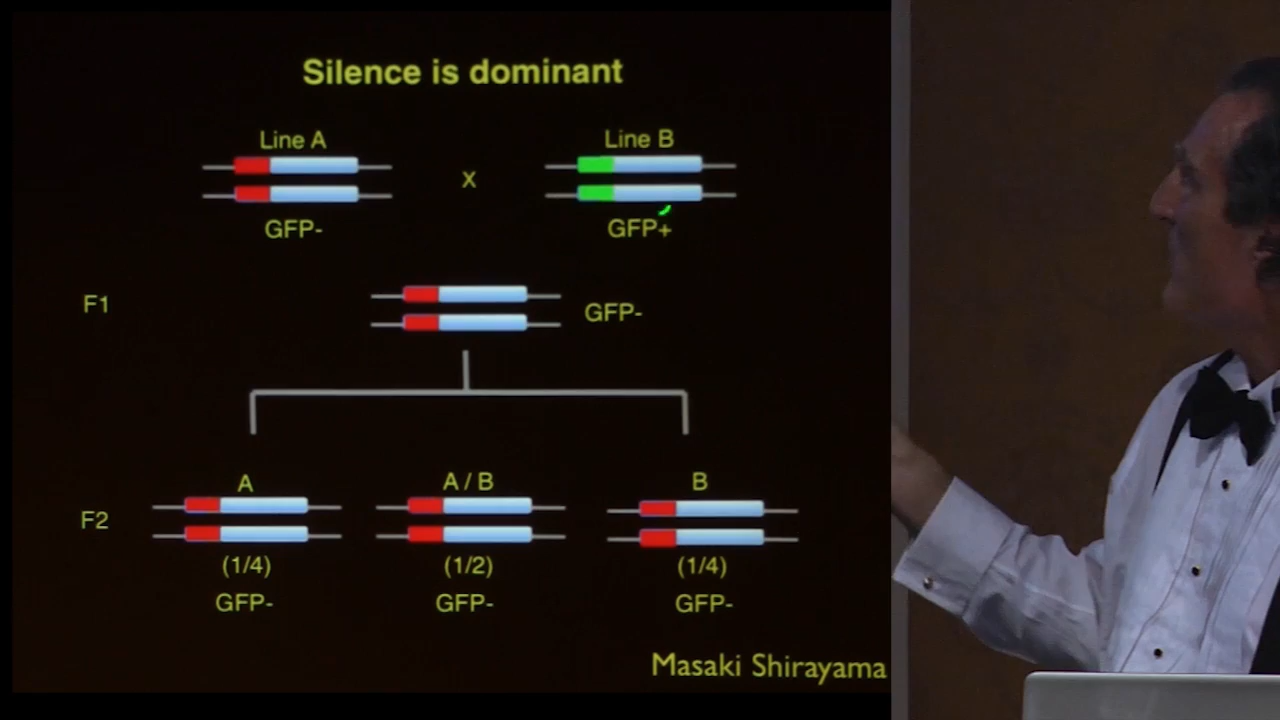 Silence is dominant
Line A
Line B
x
GFP-
GFP+
F1
GFP-
A
A / B
B
F2
(1/4)
(1/2)
(1/4)
GFP-
GFP-
GFP-
Masaki Shirayama